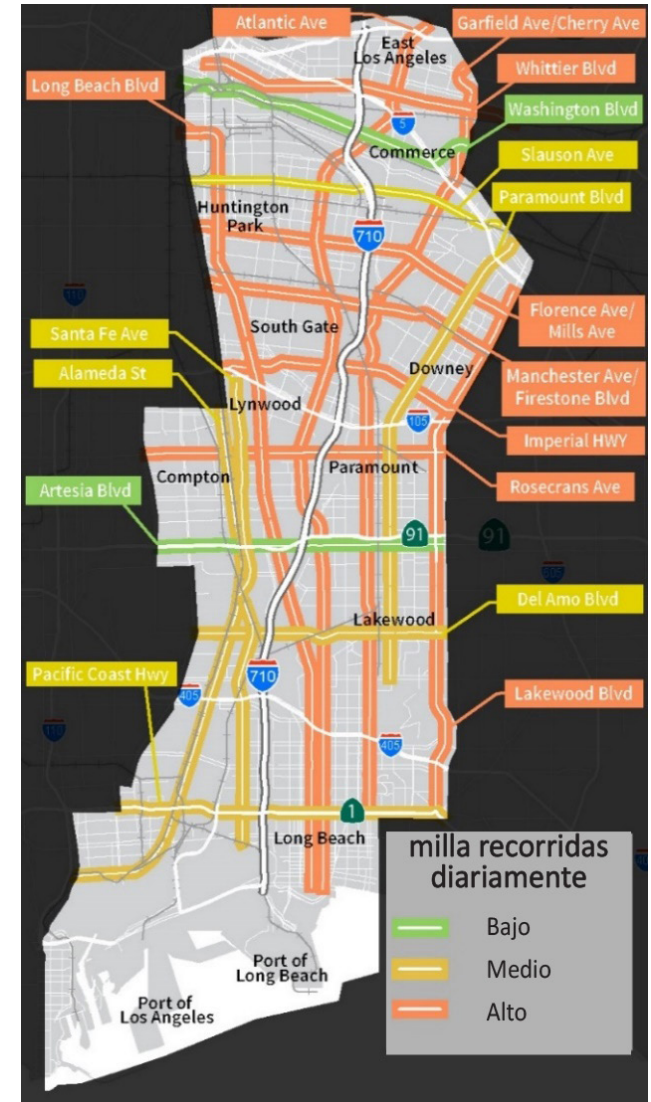 Atlantic Ave
Garfield Ave/Cherry Ave
East
Los Angeles
Whittier Blvd
Long Beach Blvd
Washington Blvd
5
Commerce
Slauson Ave
Paramount Blvd
Huntington
Park
710
110
Florence Ave/
Mills Ave
South Gate
Santa Fe Ave
Alameda St
Downey
Manchester Ave/
Firestone Blvd
Lynwood
105
Imperial HWY
Compton
Paramount
Rosecrans Ave
Artesia Blvd
91
91
605
Del Amo Blvd
Lakewood
Pacific Coast Hwy
710
405
Lakewood Blvd
110
405
1
Long Beach
milla recorridas
diariamente
Bajo
Medio
Alto
Port of
Long Beach
Port of
Los Angeles